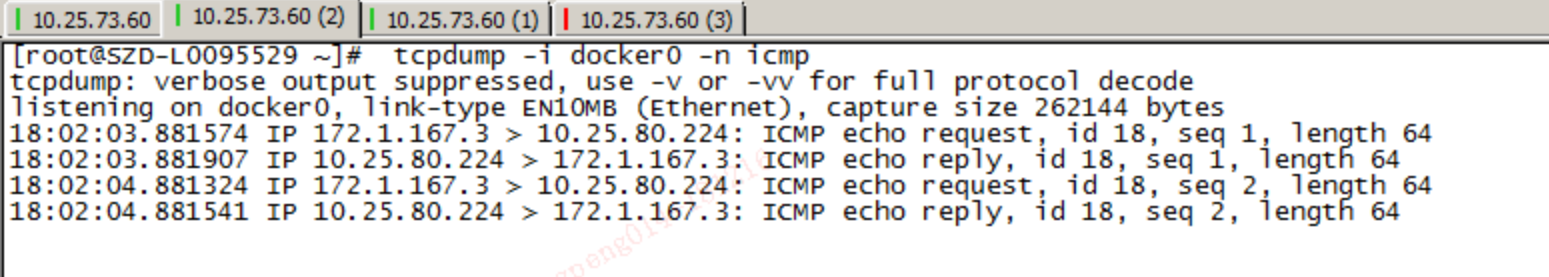 10.25.73.60 10.25.73.60 (2) 10.25.73.60 (1) 10.25.73.60 (3)
[root@SZD-L0095529 ~]#  tcpdump -i docker0 -n icmp
tcpdump: verbose output suppressed, use -v or -vv for full protocol decode
listening on docker0, link-type EN10MB (Ethernet), capture size 262144 bytes
18:02:03.881574 IP 172.1.167.3 > 10.25.80.224: ICMP echo request, id 18, seq 1, length 64
18:02:03.881907 IP 10.25.80.224 > 172.1.167.3: ICMP echo reply, id 18, seq 1, length 64
18:02:04.881324 IP 172.1.167.3 > 10.25.80.224: ICMP echo request, id 18, seq 2, length 64
18:02:04.881541 IP 10.25.80.224 > 172.1.167.3: ICMP echo reply, id 18, seq 2, length 64